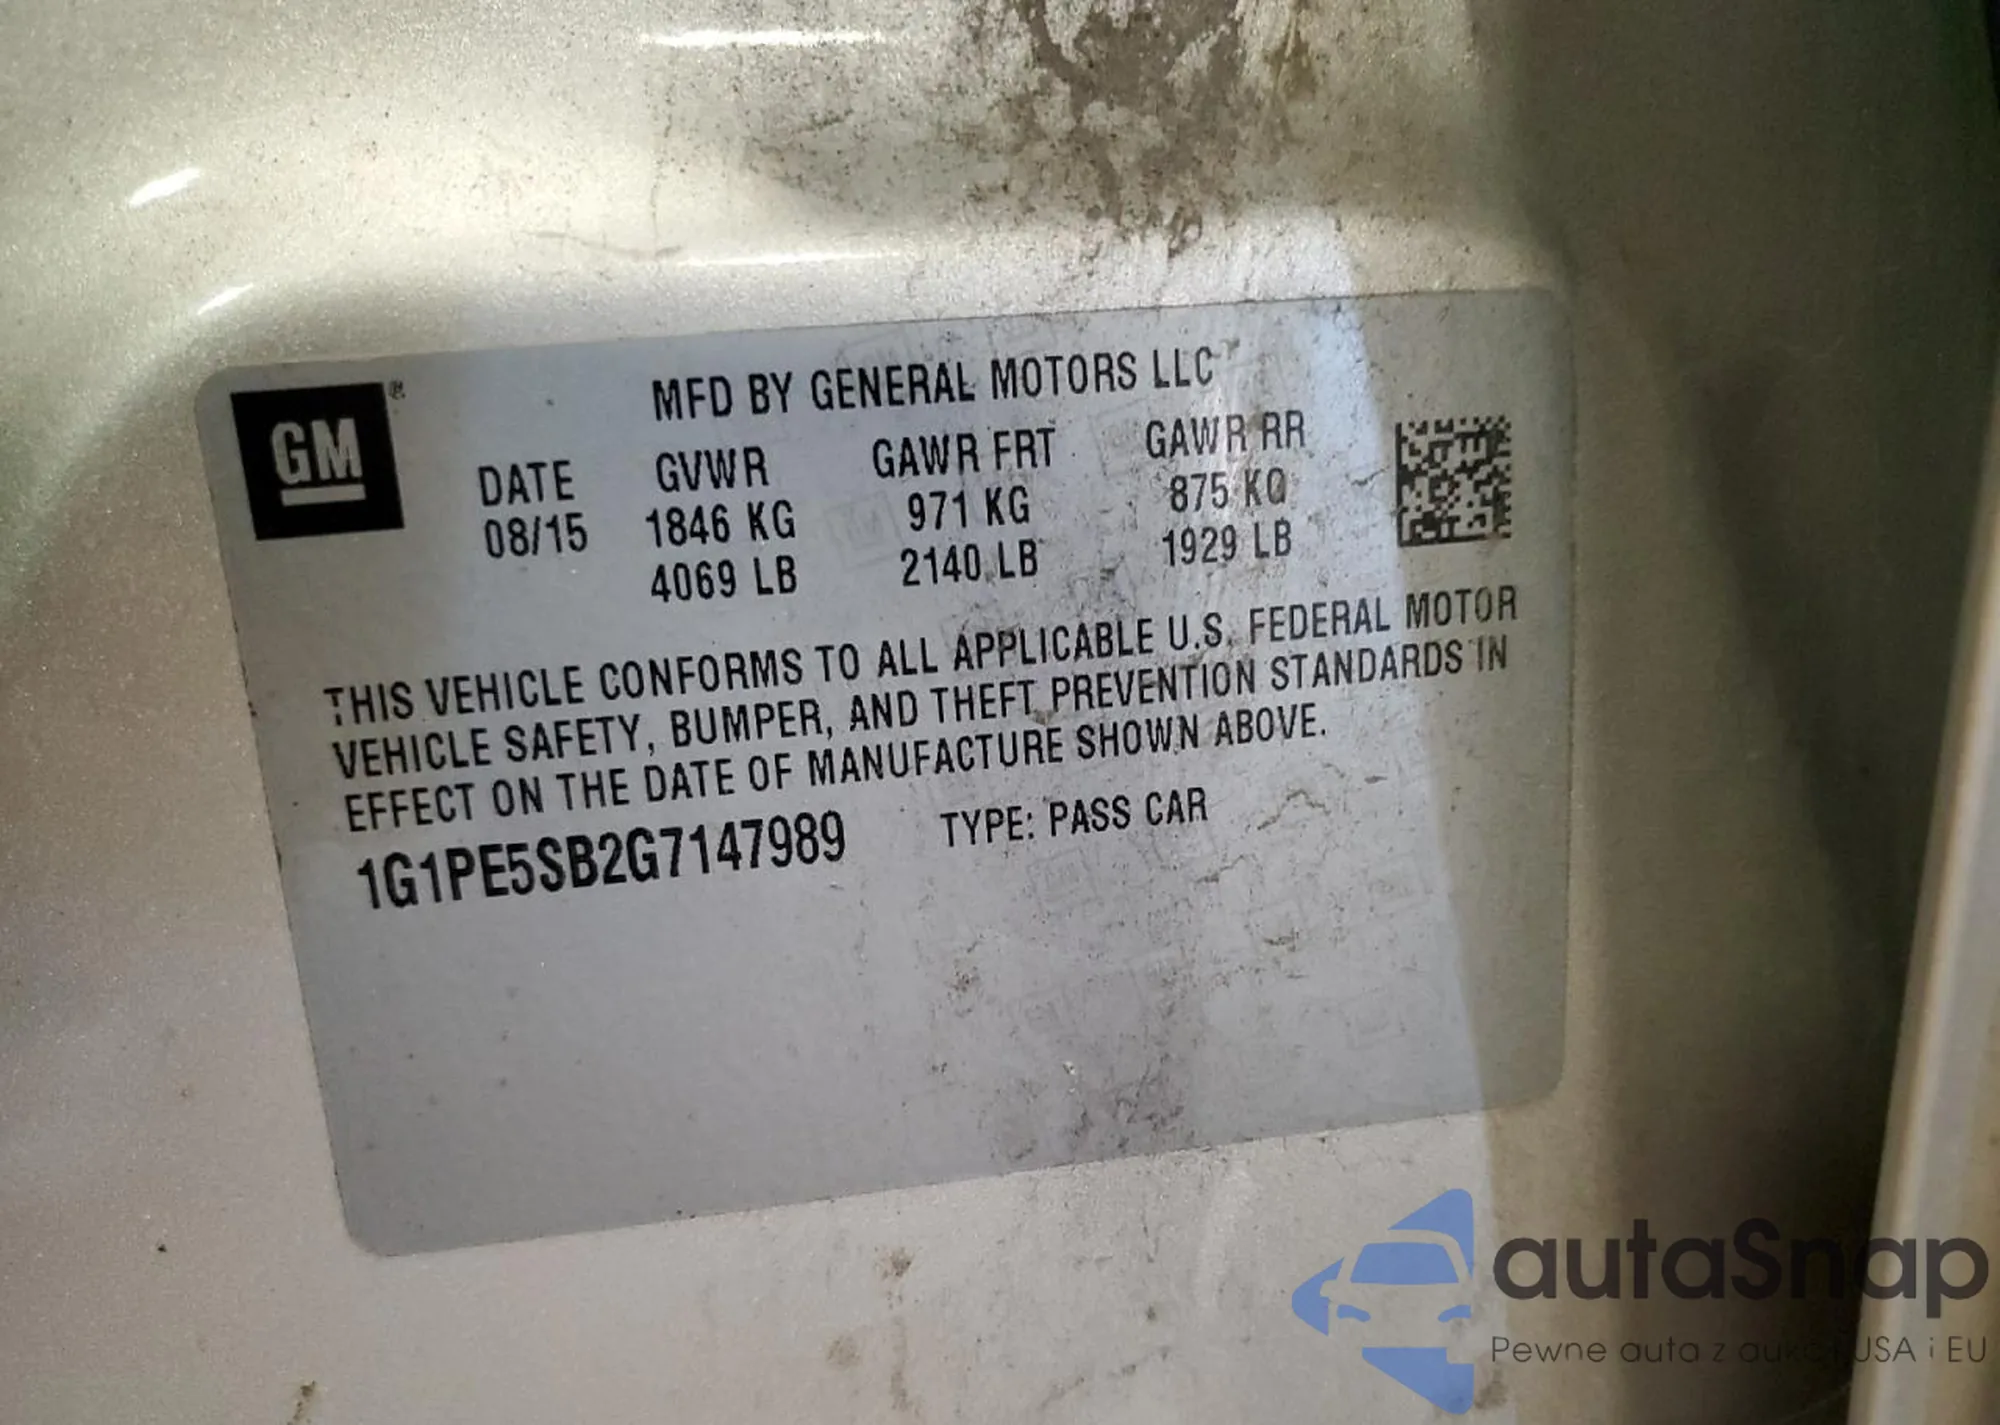 GM ®
MFD BY GENERAL MOTORS LLC
DATE GVWR GAWR FRT GAWR RR
08/15 1846 KG 971 KG 875 KG
4069 LB 2140 LB 1929 LB
THIS VEHICLE CONFORMS TO ALL APPLICABLE U.S. FEDERAL MOTOR
VEHICLE SAFETY, BUMPER, AND THEFT PREVENTION STANDARDS IN
EFFECT ON THE DATE OF MANUFACTURE SHOWN ABOVE.
1G1PE5SB2G7147989 TYPE: PASS CAR
autaSnap
Pewne auta z aukcji USA i EU